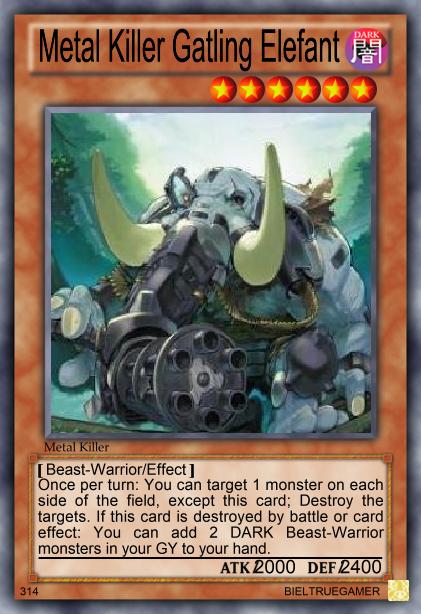 Metal Killer Gatling Elefant
DARK
闇
Metal Killer
[ Beast-Warrior/Effect ]
Once per turn: You can target 1 monster on each
side of the field, except this card; Destroy the
targets. If this card is destroyed by battle or card
effect: You can add 2 DARK Beast-Warrior
monsters in your GY to your hand.
ATK 2000 DEF 2400
314 BIELTRUEGAMER